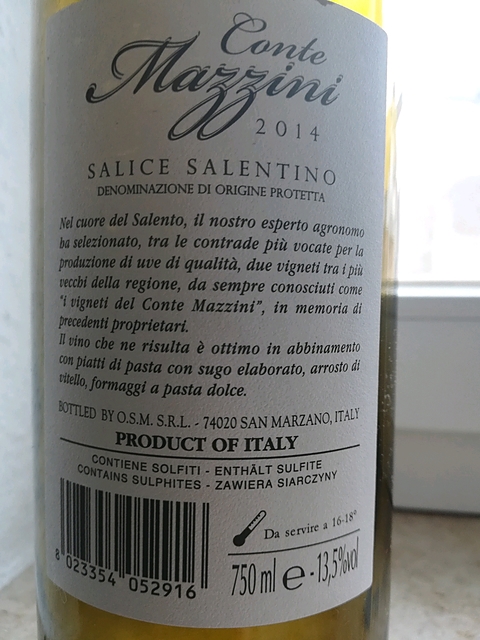 Conte
Mazzini
2014
SALICE SALENTINO
DENOMINAZIONE DI ORIGINE PROTETTA
Nel cuore del Salento, il nostro esperto agronomo
ha selezionato, tra le contrade più vocate per la
produzione di uve di qualità, due vigneti tra i più
vecchi della regione, da sempre conosciuti come
“i vigneti del Conte Mazzini”, in memoria di
precedenti proprietari.
Il vino che ne risulta è ottimo in abbinamento
con piatti di pasta con sugo elaborato, arrosto di
vitello, formaggi a pasta dolce.
BOTTLED BY O.S.M. S.R.L. - 74020 SAN MARZANO, ITALY
PRODUCT OF ITALY
CONTIENE SOLFITI - ENTHÄLT SULFITE
CONTAINS SULPHITES - ZAWIERA SIARCZYNY
Da servire a 16-18°
8 023354 052916
750 ml e - 13,5%vol